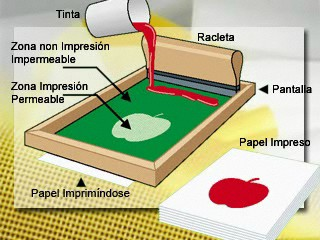 Tinta
Racleta
Zona non Impresión
Impermeable
Zona Impresión
Permeable
Pantalla
Papel Impreso
Papel Imprimíndose